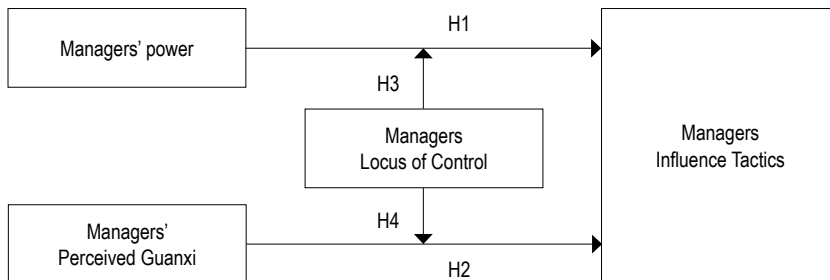 H1
Managers’ power
H3
Managers
Locus of Control
Managers
Influence Tactics
H4
Managers’
Perceived Guanxi
H2